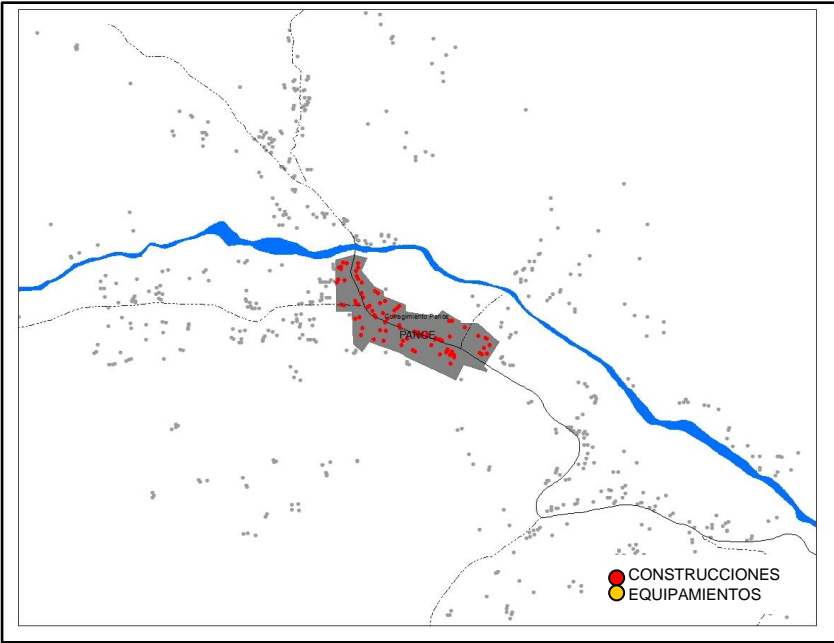 Corregimiento Pance
PANCE
CONSTRUCCIONES
EQUIPAMIENTOS